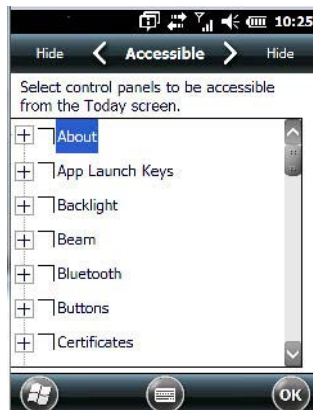 10:25
Hide < Accessible > Hide
Select control panels to be accessible
from the Today screen.
About
App Launch Keys
Backlight
Beam
Bluetooth
Buttons
Certificates
OK